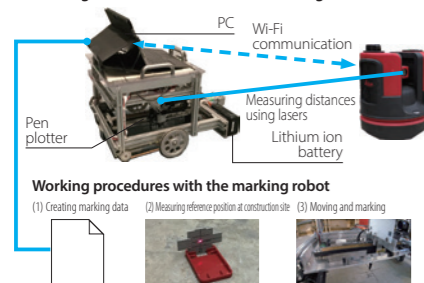 PC
Wi-Fi
communication
Measuring distances
using lasers
Pen
plotter
Lithium ion
battery
Working procedures with the marking robot
(1) Creating marking data
(2) Measuring reference position at construction site
(3) Moving and marking